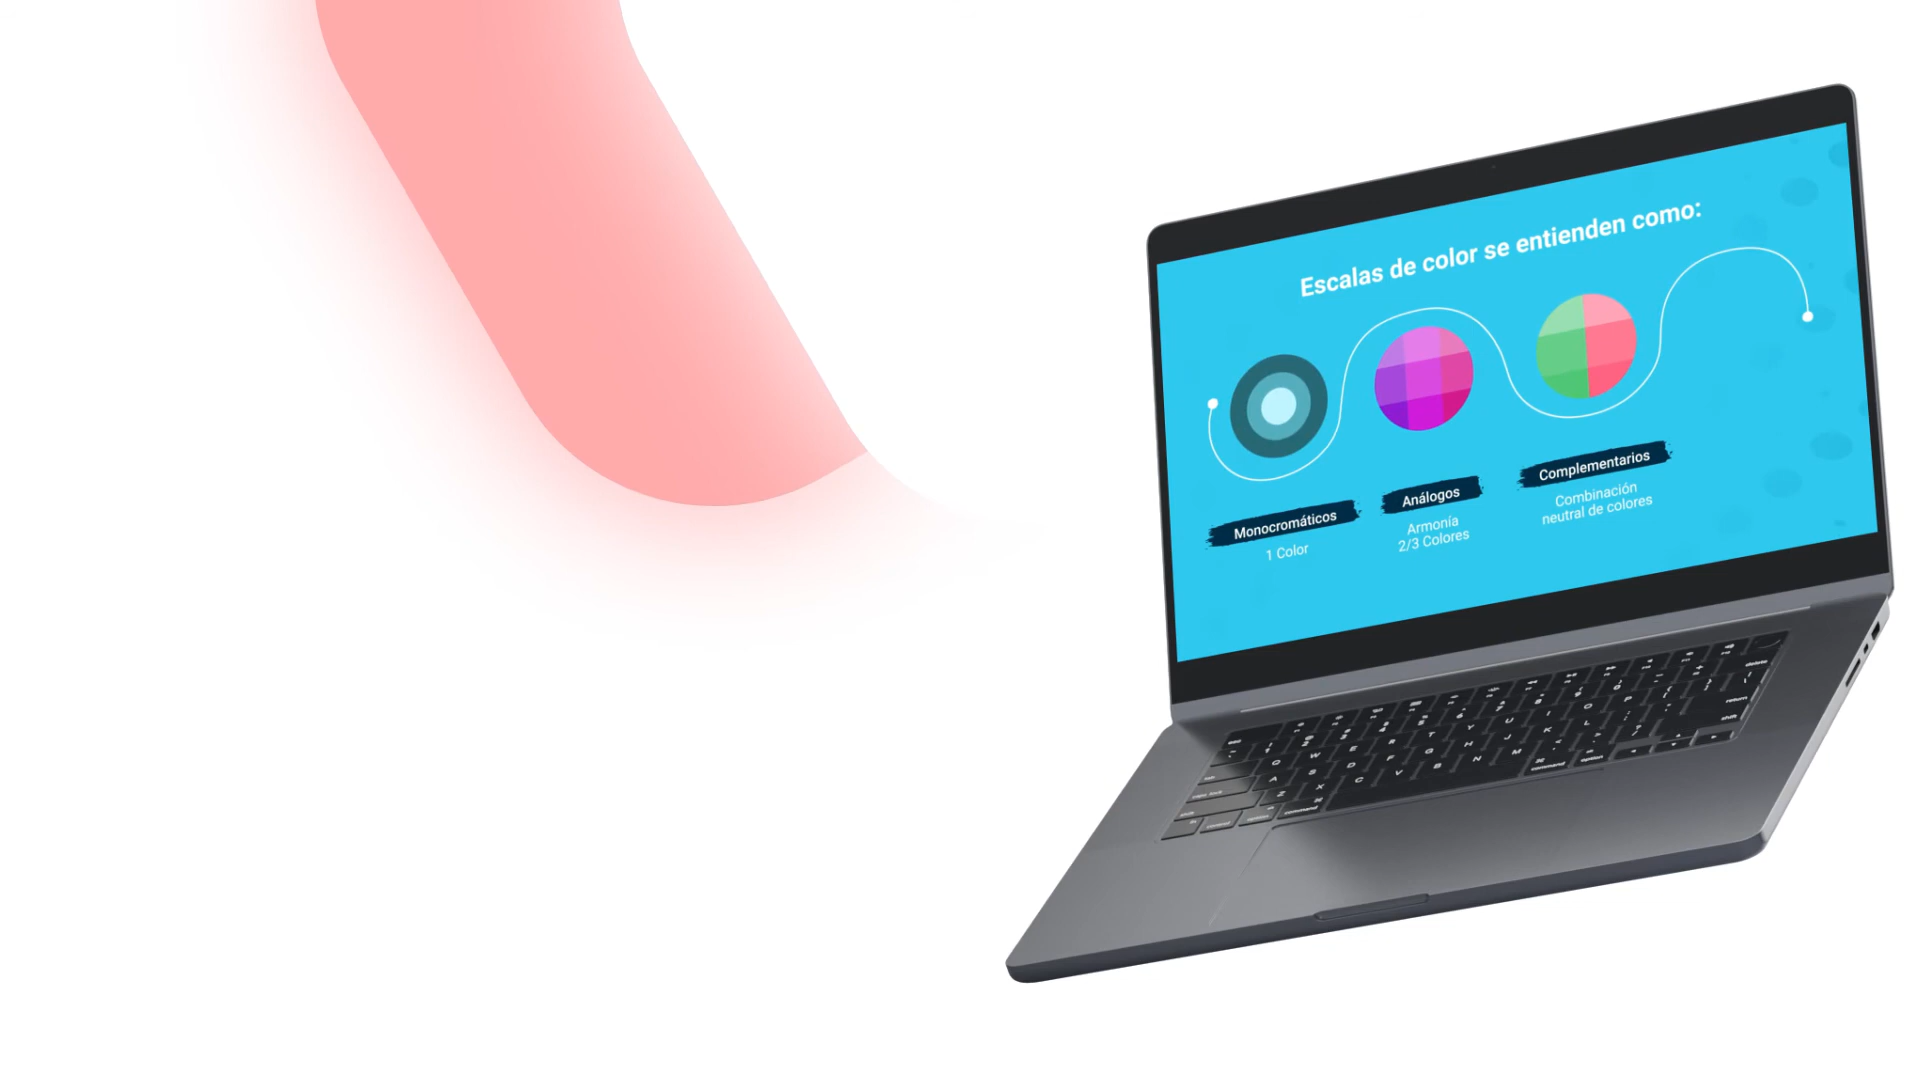 Escalas de color se entienden como:
Monocromáticos
1 Color
Análogos
Armonía
2/3 Colores
Complementarios
Combinación
neutral de colores